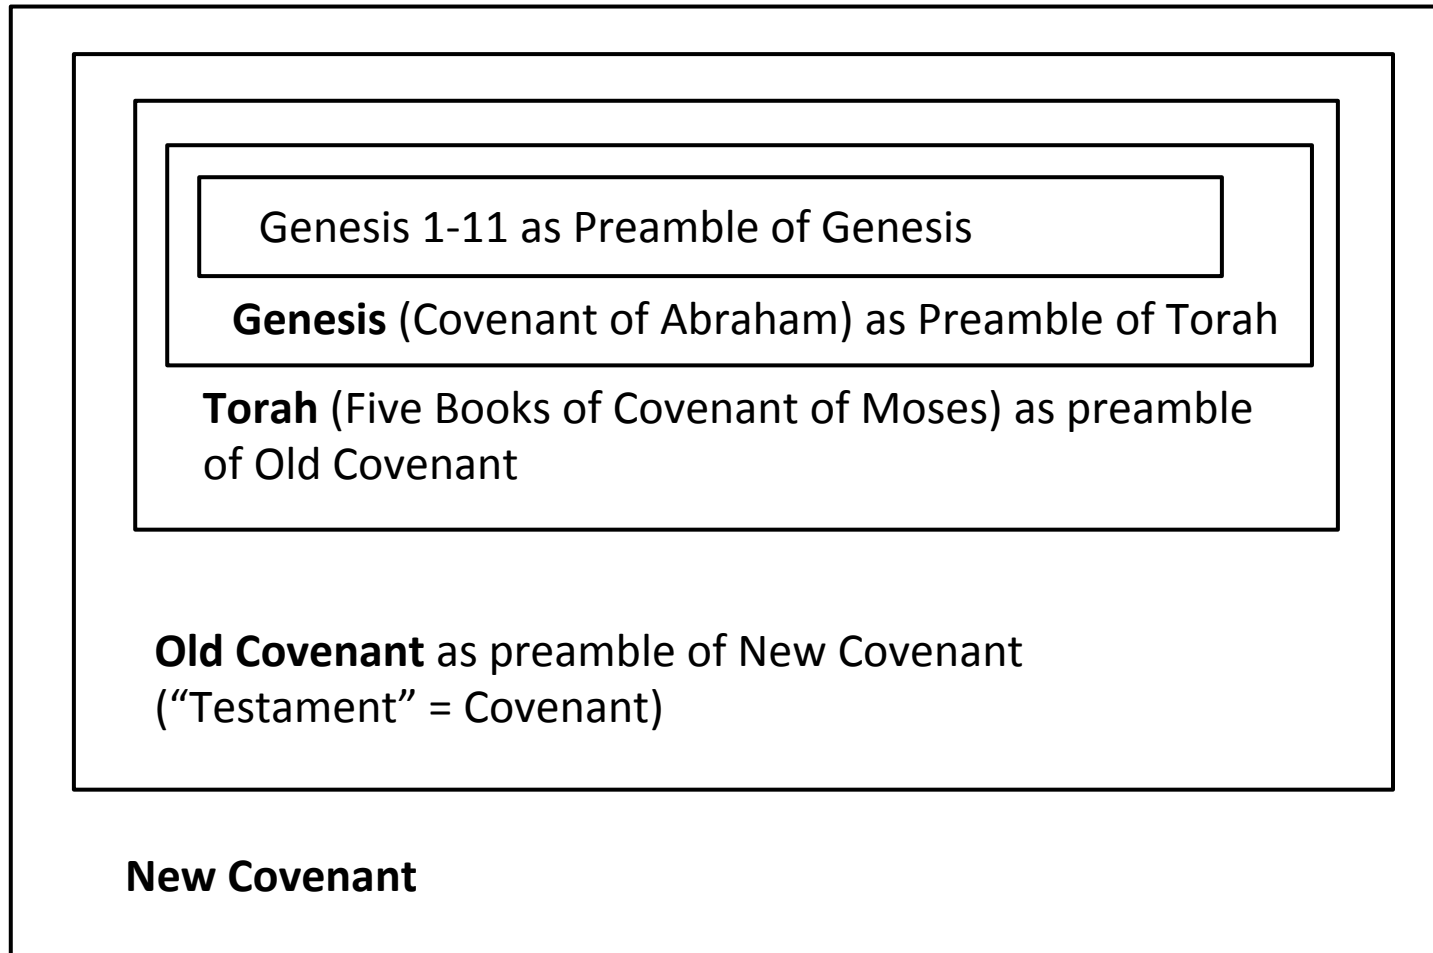 Genesis 1-11 as Preamble of Genesis
Genesis (Covenant of Abraham) as Preamble of Torah
Torah (Five Books of Covenant of Moses) as preamble
of Old Covenant
Old Covenant as preamble of New Covenant
(“Testament” = Covenant)
New Covenant